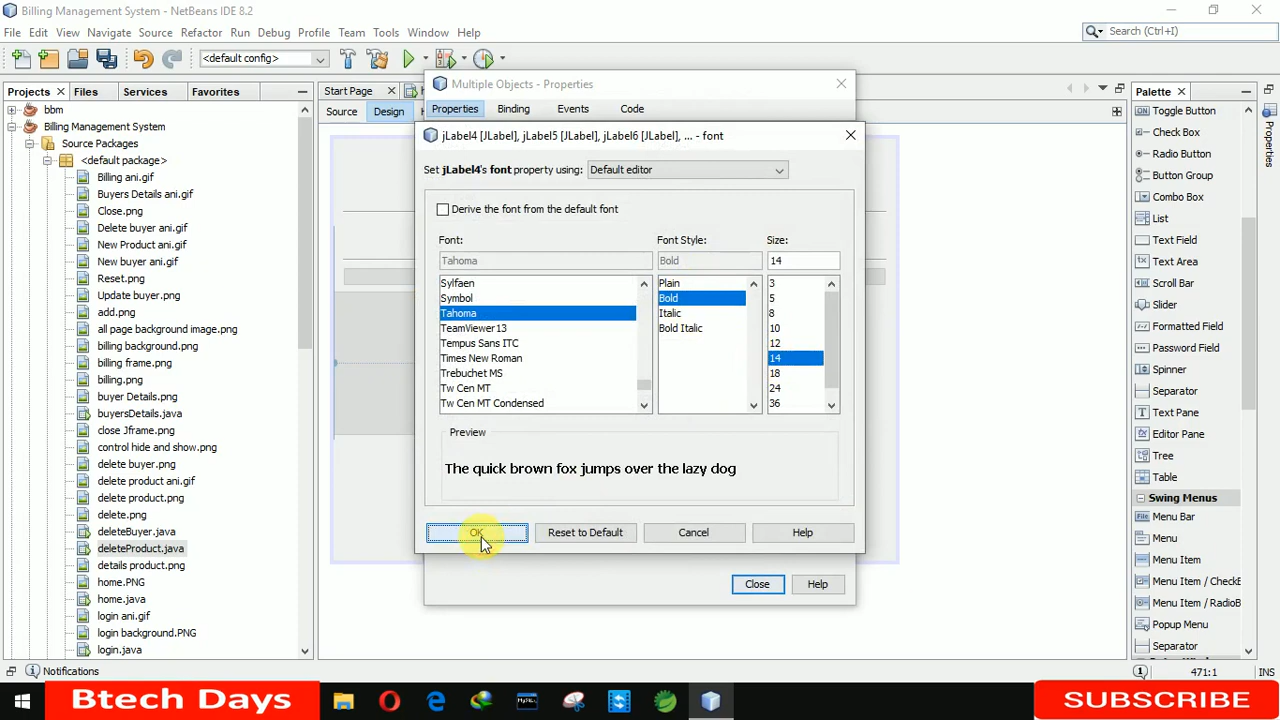 Billing Management System - NetBeans IDE 8.2
File Edit View Navigate Source Refactor Run Debug Profile Team Tools Window Help
Search (Ctrl+I)
<default config>
Projects Files Services Favorites
Start Page
Source Design
bbm
Billing Management System
Source Packages
<default package>
Billing ani.gif
Buyers Details ani.gif
Close.png
Delete buyer ani.gif
New Product ani.gif
New buyer ani.gif
Reset.png
Update buyer.png
add.png
all page background image.png
billing background.png
billing frame.png
billing.png
buyer Details.png
buyersDetails.java
close Jframe.png
control hide and show.png
delete buyer.png
delete product ani.gif
delete product.png
delete.png
deleteBuyer.java
deleteProduct.java
details product.png
home.PNG
home.java
login ani.gif
login background.PNG
login.java
Multiple Objects - Properties
Properties Binding Events Code
jLabel4 [JLabel], jLabel5 [JLabel], jLabel6 [JLabel], ... - font
Set jLabel4's font property using: Default editor
Derive the font from the default font
Font: Font Style: Size:
Tahoma Bold 14
Sylfaen
Symbol
Tahoma
TeamViewer13
Tempus Sans ITC
Times New Roman
Trebuchet MS
Tw Cen MT
Tw Cen MT Condensed
Plain
Bold
Italic
Bold Italic
3
5
8
10
12
14
18
24
36
Preview
The quick brown fox jumps over the lazy dog
OK Reset to Default Cancel Help
Close Help
Palette
Toggle Button
Check Box
Radio Button
Button Group
Combo Box
List
Text Field
Text Area
Scroll Bar
Slider
Formatted Field
Password Field
Spinner
Separator
Text Pane
Editor Pane
Tree
Table
Swing Menus
Menu Bar
Menu
Menu Item
Menu Item / CheckB
Menu Item / RadioB
Popup Menu
Separator
Properties
Notifications
471:1 INS
Btech Days
SUBSCRIBE